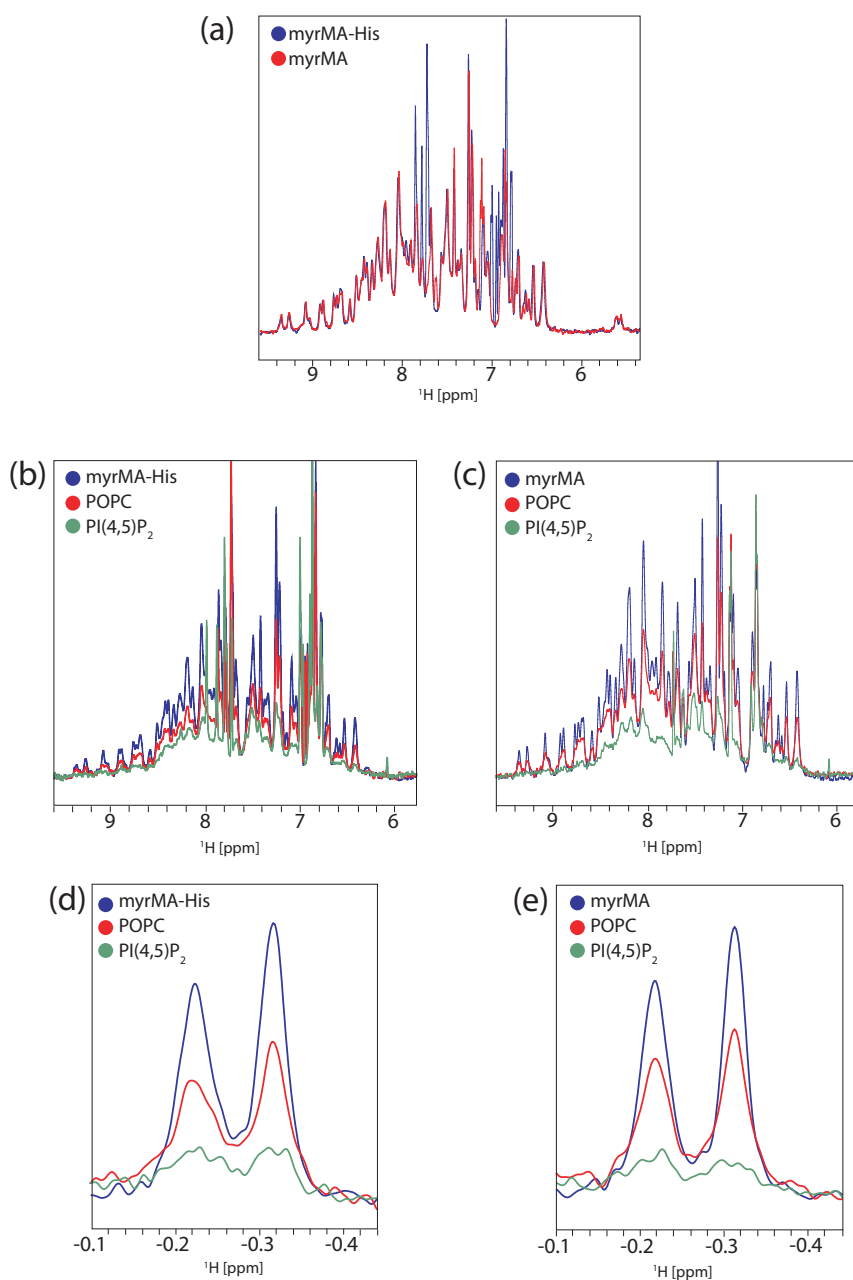 (a)
myrMA-His
myrMA
9 8 7 6
¹H [ppm]
(b)
myrMA-His
POPC
PI(4,5)P₂
9 8 7 6
¹H [ppm]
(c)
myrMA
POPC
PI(4,5)P₂
9 8 7 6
¹H [ppm]
(d)
myrMA-His
POPC
PI(4,5)P₂
-0.1 -0.2 -0.3 -0.4
¹H [ppm]
(e)
myrMA
POPC
PI(4,5)P₂
-0.1 -0.2 -0.3 -0.4
¹H [ppm]